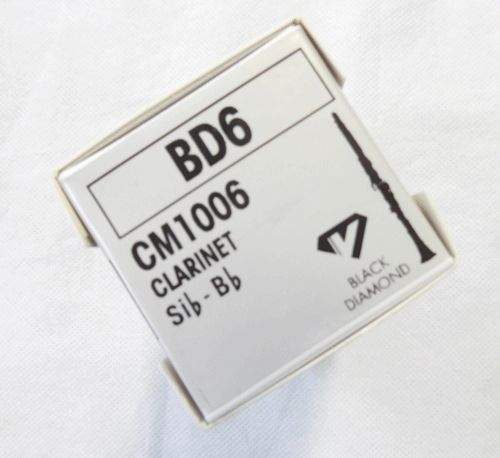 BD6
CM1006
CLARINET
Si♭ - B♭
BLACK
DIAMOND